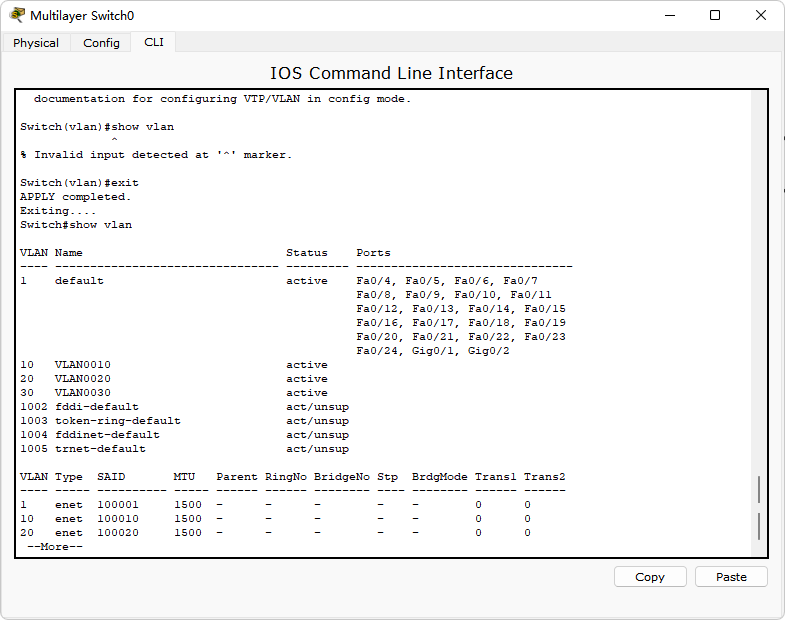 Multilayer Switch0
Physical Config CLI
IOS Command Line Interface
documentation for configuring VTP/VLAN in config mode.
Switch(vlan)#show vlan
^
% Invalid input detected at '^' marker.
Switch(vlan)#exit
APPLY completed.
Exiting....
Switch#show vlan
VLAN Name Status Ports
---- -------------------------------- --------- -------------------------------
1 default active Fa0/4, Fa0/5, Fa0/6, Fa0/7
Fa0/8, Fa0/9, Fa0/10, Fa0/11
Fa0/12, Fa0/13, Fa0/14, Fa0/15
Fa0/16, Fa0/17, Fa0/18, Fa0/19
Fa0/20, Fa0/21, Fa0/22, Fa0/23
Fa0/24, Gig0/1, Gig0/2
10 VLAN0010 active
20 VLAN0020 active
30 VLAN0030 active
1002 fddi-default act/unsup
1003 token-ring-default act/unsup
1004 fddinet-default act/unsup
1005 trnet-default act/unsup
VLAN Type SAID MTU Parent RingNo BridgeNo Stp BrdgMode Trans1 Trans2
---- ----- ---------- ----- ------ ------ -------- ---- -------- ------ ------
1 enet 100001 1500 - - - - - 0 0
10 enet 100010 1500 - - - - - 0 0
20 enet 100020 1500 - - - - - 0 0
--More--
Copy Paste